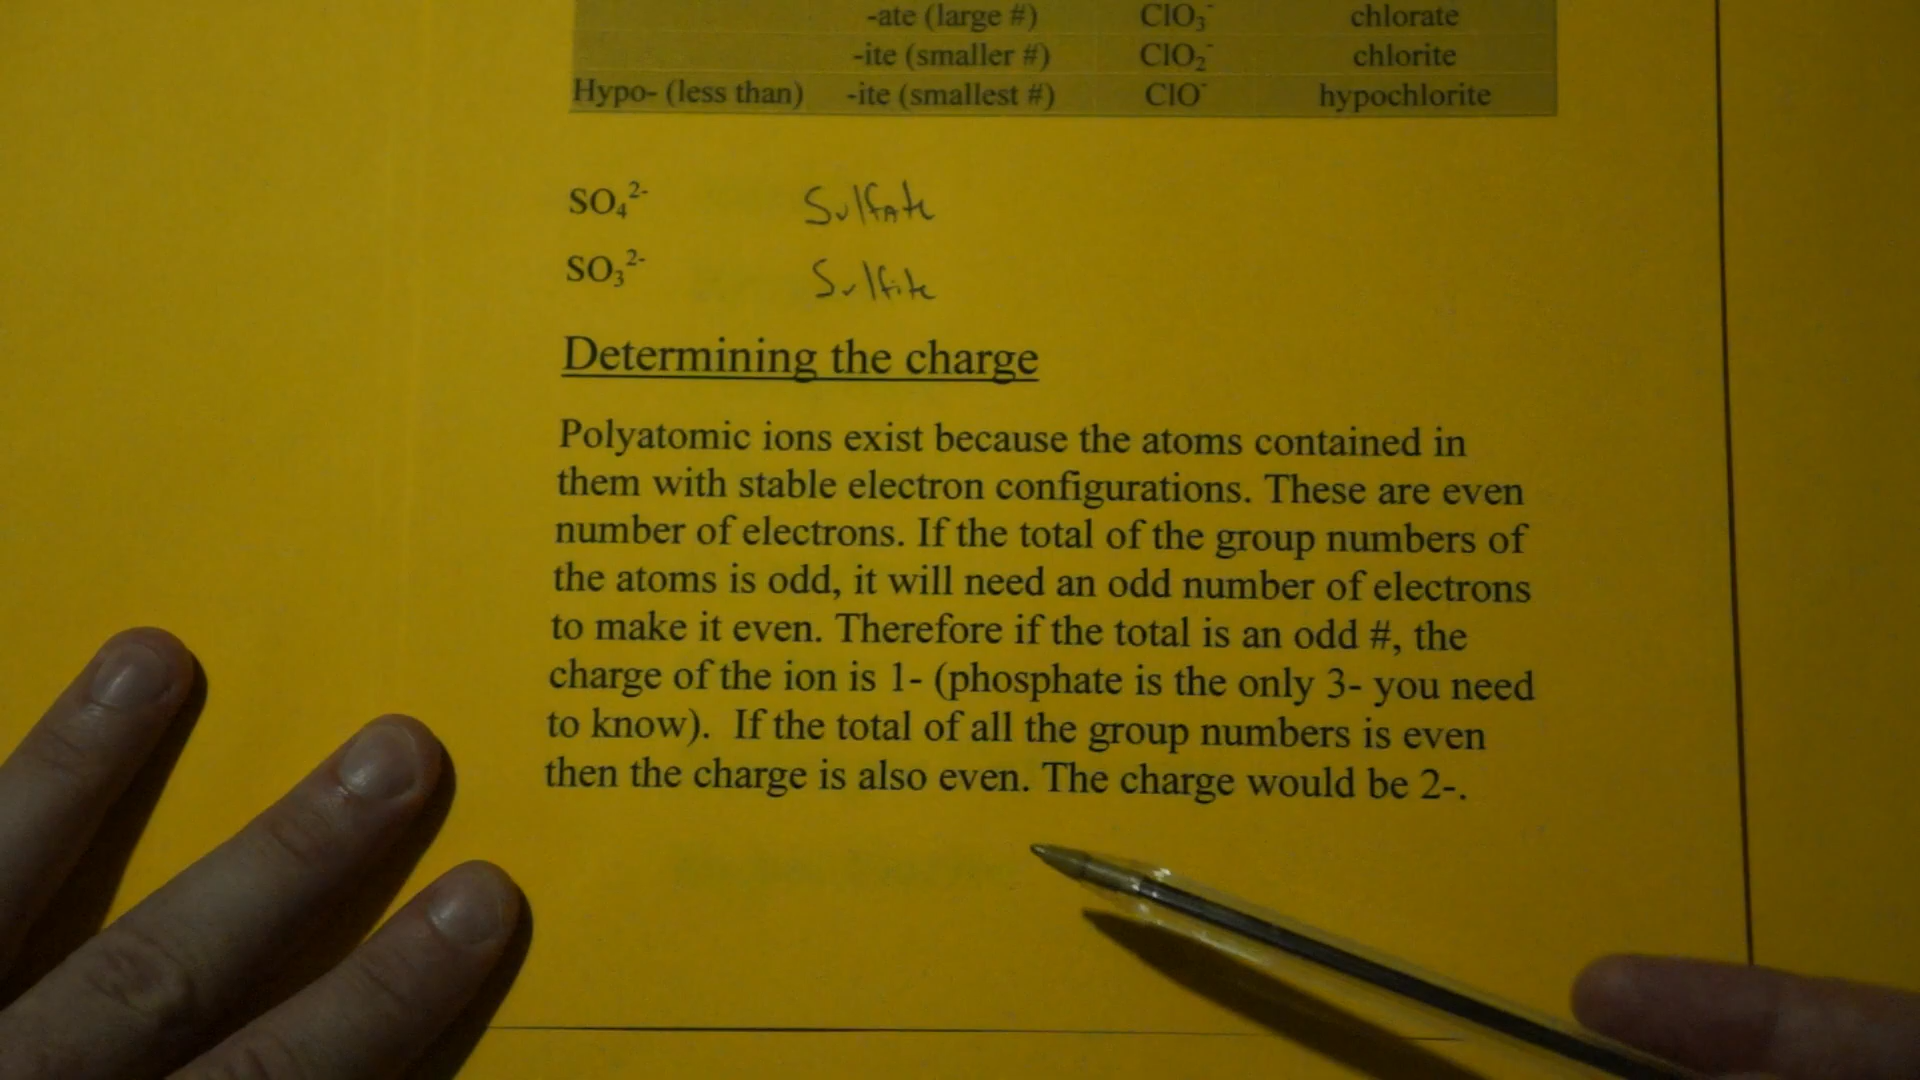 -ate (large #) ClO₃⁻ chlorate
-ite (smaller #) ClO₂⁻ chlorite
Hypo- (less than) -ite (smallest #) ClO⁻ hypochlorite
SO₄²⁻ Sulfate
SO₃²⁻ Sulfite
Determining the charge
Polyatomic ions exist because the atoms contained in
them with stable electron configurations. These are even
number of electrons. If the total of the group numbers of
the atoms is odd, it will need an odd number of electrons
to make it even. Therefore if the total is an odd #, the
charge of the ion is 1- (phosphate is the only 3- you need
to know). If the total of all the group numbers is even
then the charge is also even. The charge would be 2-.